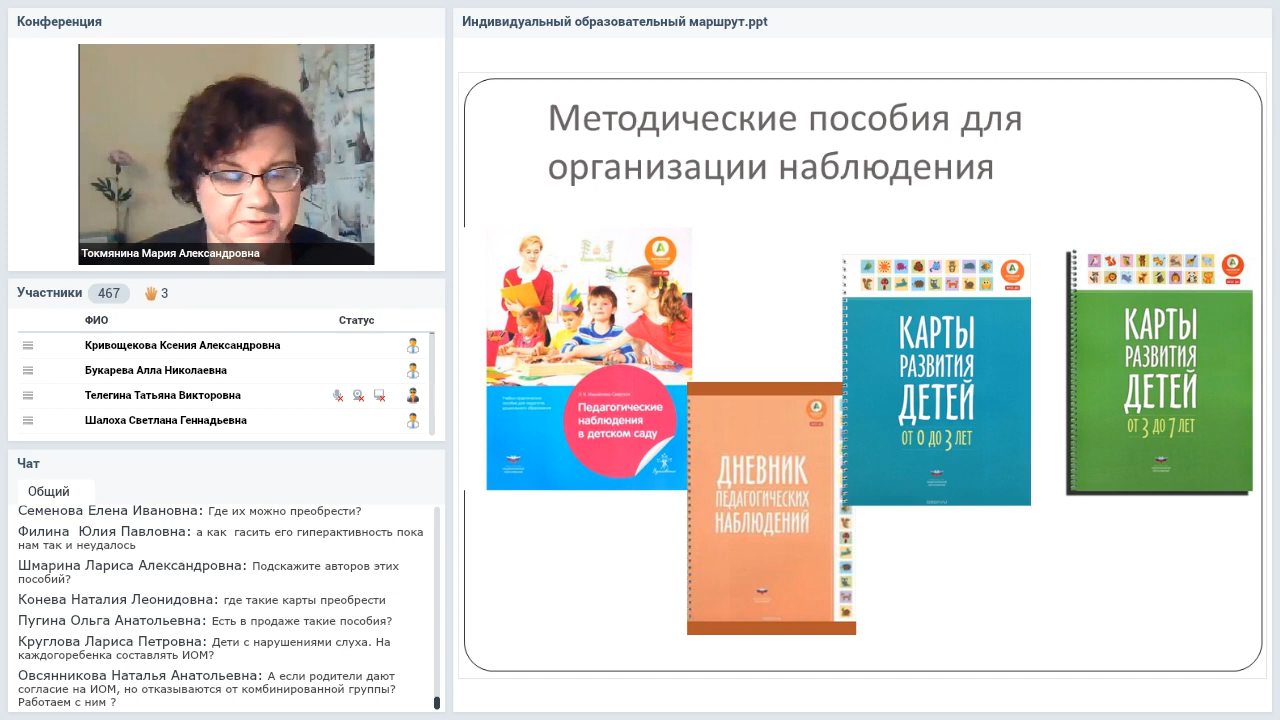 Конференция
Токмянина Мария Александровна
Участники 467 3
ФИО Статус
Кривощекова Ксения Александровна
Букарева Алла Николаевна
Телегина Татьяна Викторовна
Шалоха Светлана Геннадьевна
Чат
Общий
Семенова Елена Ивановна: Где их можно преобрести?
Филина Юлия Павловна: а как гасить его гиперактивность пока
нам так и неудалось
Шмарина Лариса Александровна: Подскажите авторов этих
пособий?
Конева Наталия Леонидовна: где такие карты преобрести
Пугина Ольга Анатольевна: Есть в продаже такие пособия?
Круглова Лариса Петровна: Дети с нарушениями слуха. На
каждогоребенка составлять ИОМ?
Овсянникова Наталья Анатольевна: А если родители дают
согласие на ИОМ, но отказываются от комбинированной группы?
Работаем с ним ?
Индивидуальный образовательный маршрут.ppt
Методические пособия для
организации наблюдения
Педагогические
наблюдения
в детском саду
ДНЕВНИК
ПЕДАГОГИЧЕСКИХ
НАБЛЮДЕНИЙ
КАРТЫ
РАЗВИТИЯ
ДЕТЕЙ
ОТ 0 ДО 3 ЛЕТ
КАРТЫ
РАЗВИТИЯ
ДЕТЕЙ
ОТ 3 ДО 7 ЛЕТ